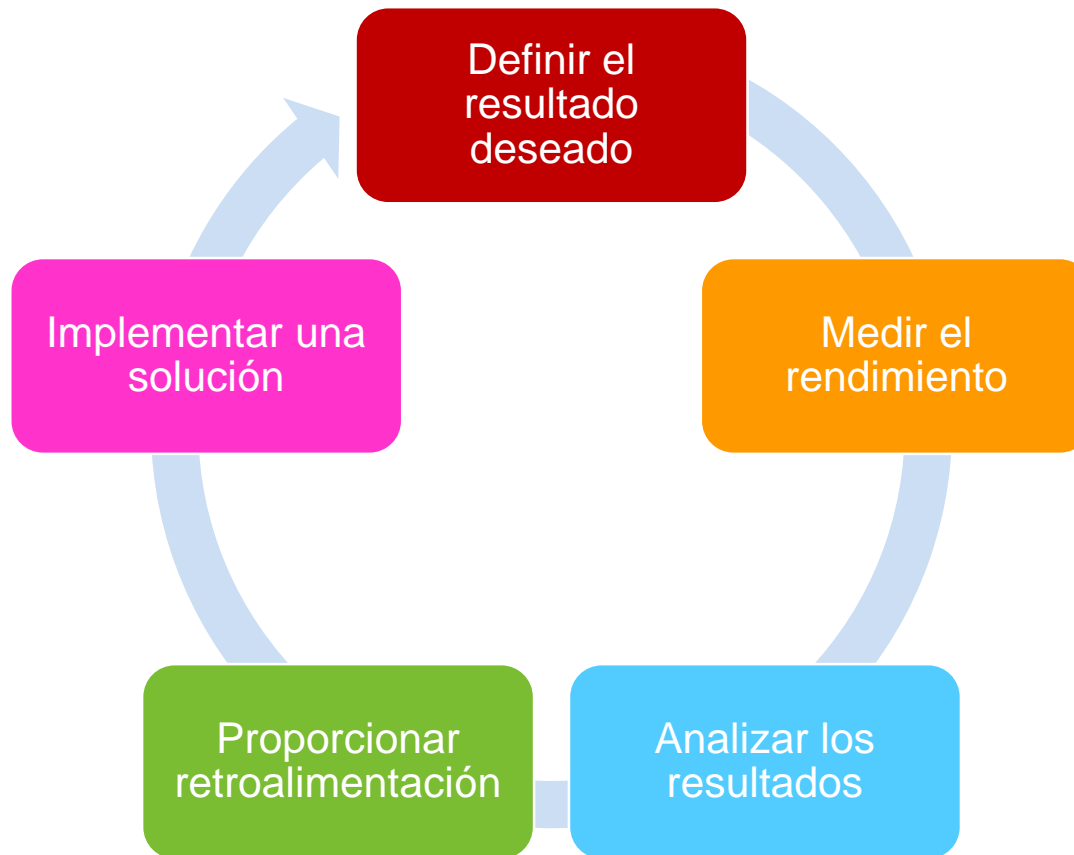 Definir el
resultado
deseado
Medir el
rendimiento
Analizar los
resultados
Proporcionar
retroalimentación
Implementar una
solución